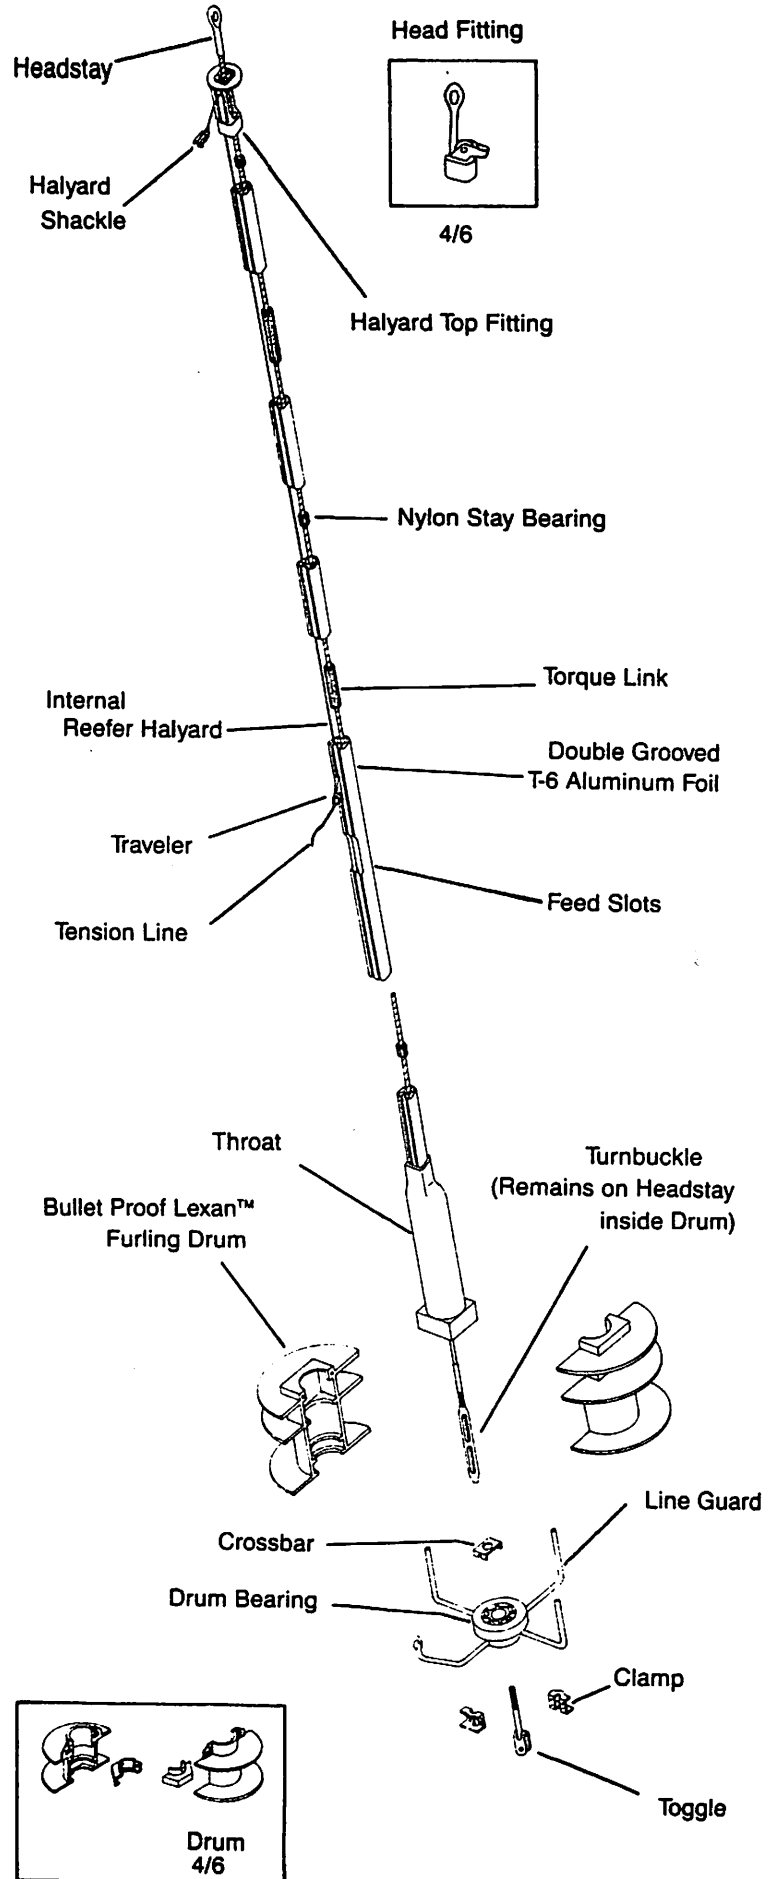 Head Fitting
Headstay
Halyard
Shackle
4/6
Halyard Top Fitting
Nylon Stay Bearing
Torque Link
Internal
Reefer Halyard
Double Grooved
T-6 Aluminum Foil
Traveler
Feed Slots
Tension Line
Throat
Turnbuckle
(Remains on Headstay
inside Drum)
Bullet Proof Lexan™
Furling Drum
Line Guard
Crossbar
Drum Bearing
Clamp
Toggle
Drum
4/6